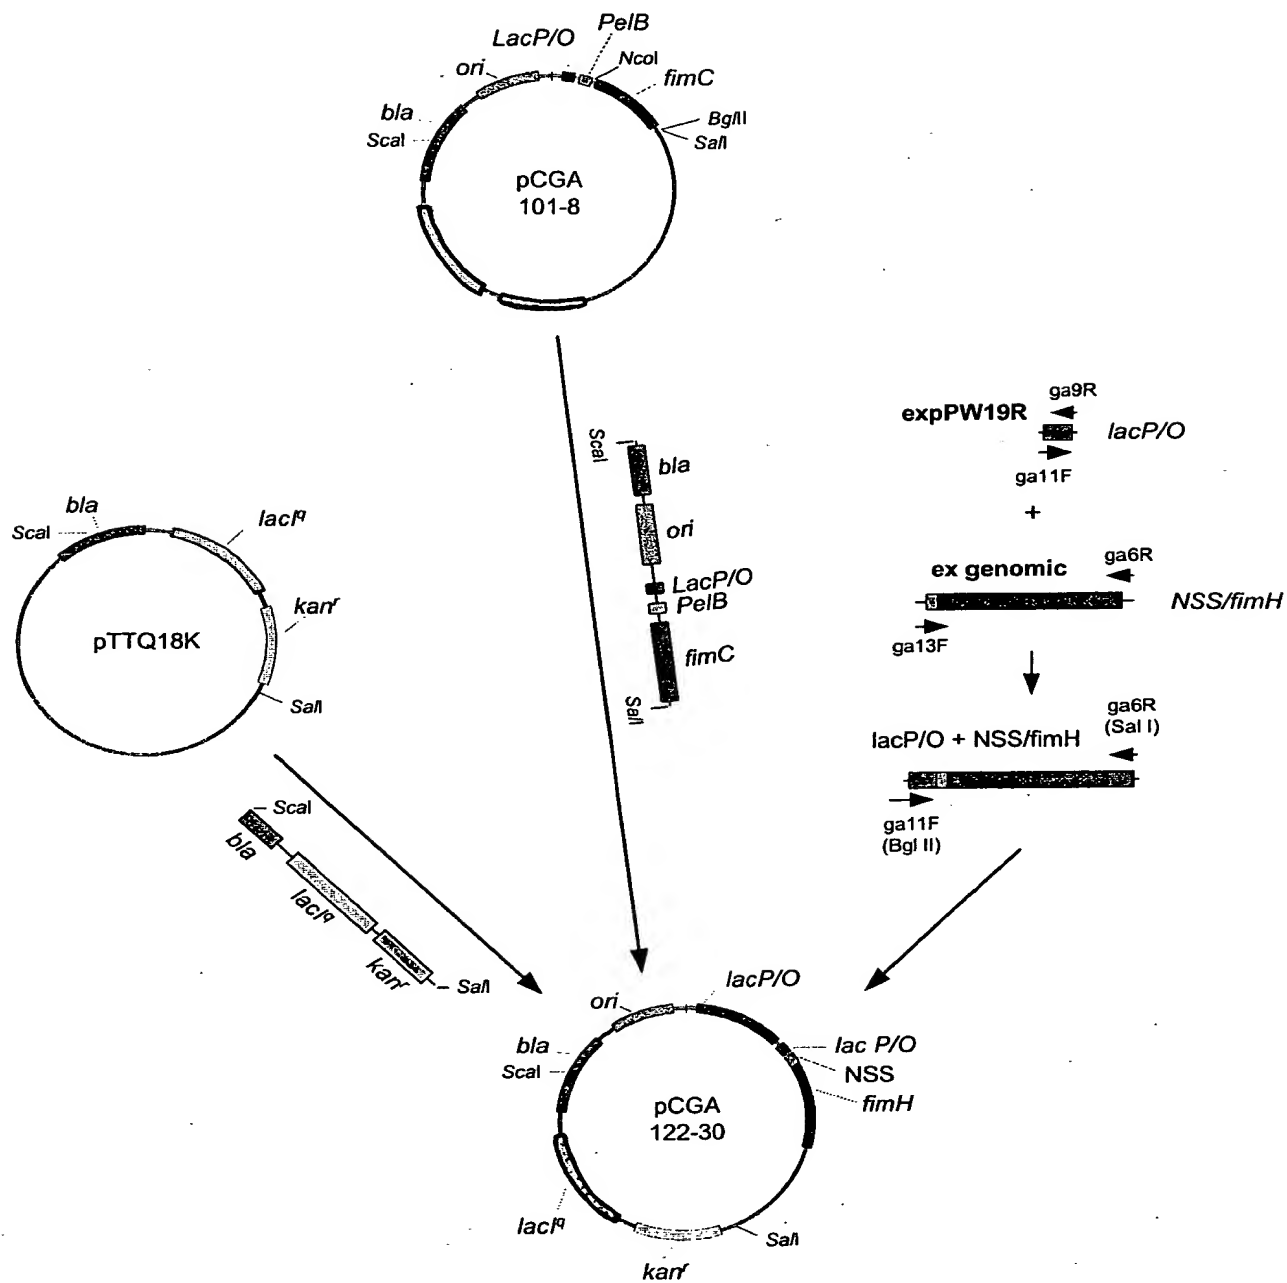 PelB
LacP/O
NcoI
ori
fimC
bla
BglII
ScaI
SalI
pCGA
101-8
ga9R
expPW19R
lacP/O
ga11F
+
ScaI
bla
ori
LacP/O
PelB
fimC
SalI
bla
lacIq
ScaI
kanr
pTTQ18K
SalI
ex genomic
ga6R
NSS/fimH
ga13F
ga6R
(Sal I)
lacP/O + NSS/fimH
ga11F
(Bgl II)
ScaI
bla
lacIq
kanr
SalI
lacP/O
ori
lac P/O
bla
NSS
ScaI
fimH
pCGA
122-30
lacIq
SalI
kanr